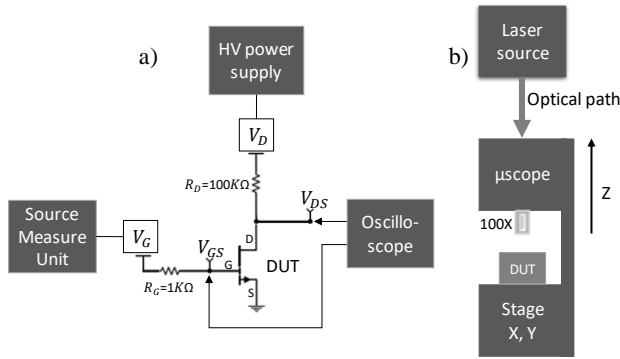 a)
HV power
supply
V_D
R_D=100KΩ
V_DS
Source
Measure
Unit
V_G
V_GS
R_G=1KΩ
D
G
S
DUT
Oscillo-
scope
b)
Laser
source
Optical path
µscope
Z
100X
DUT
Stage
X, Y